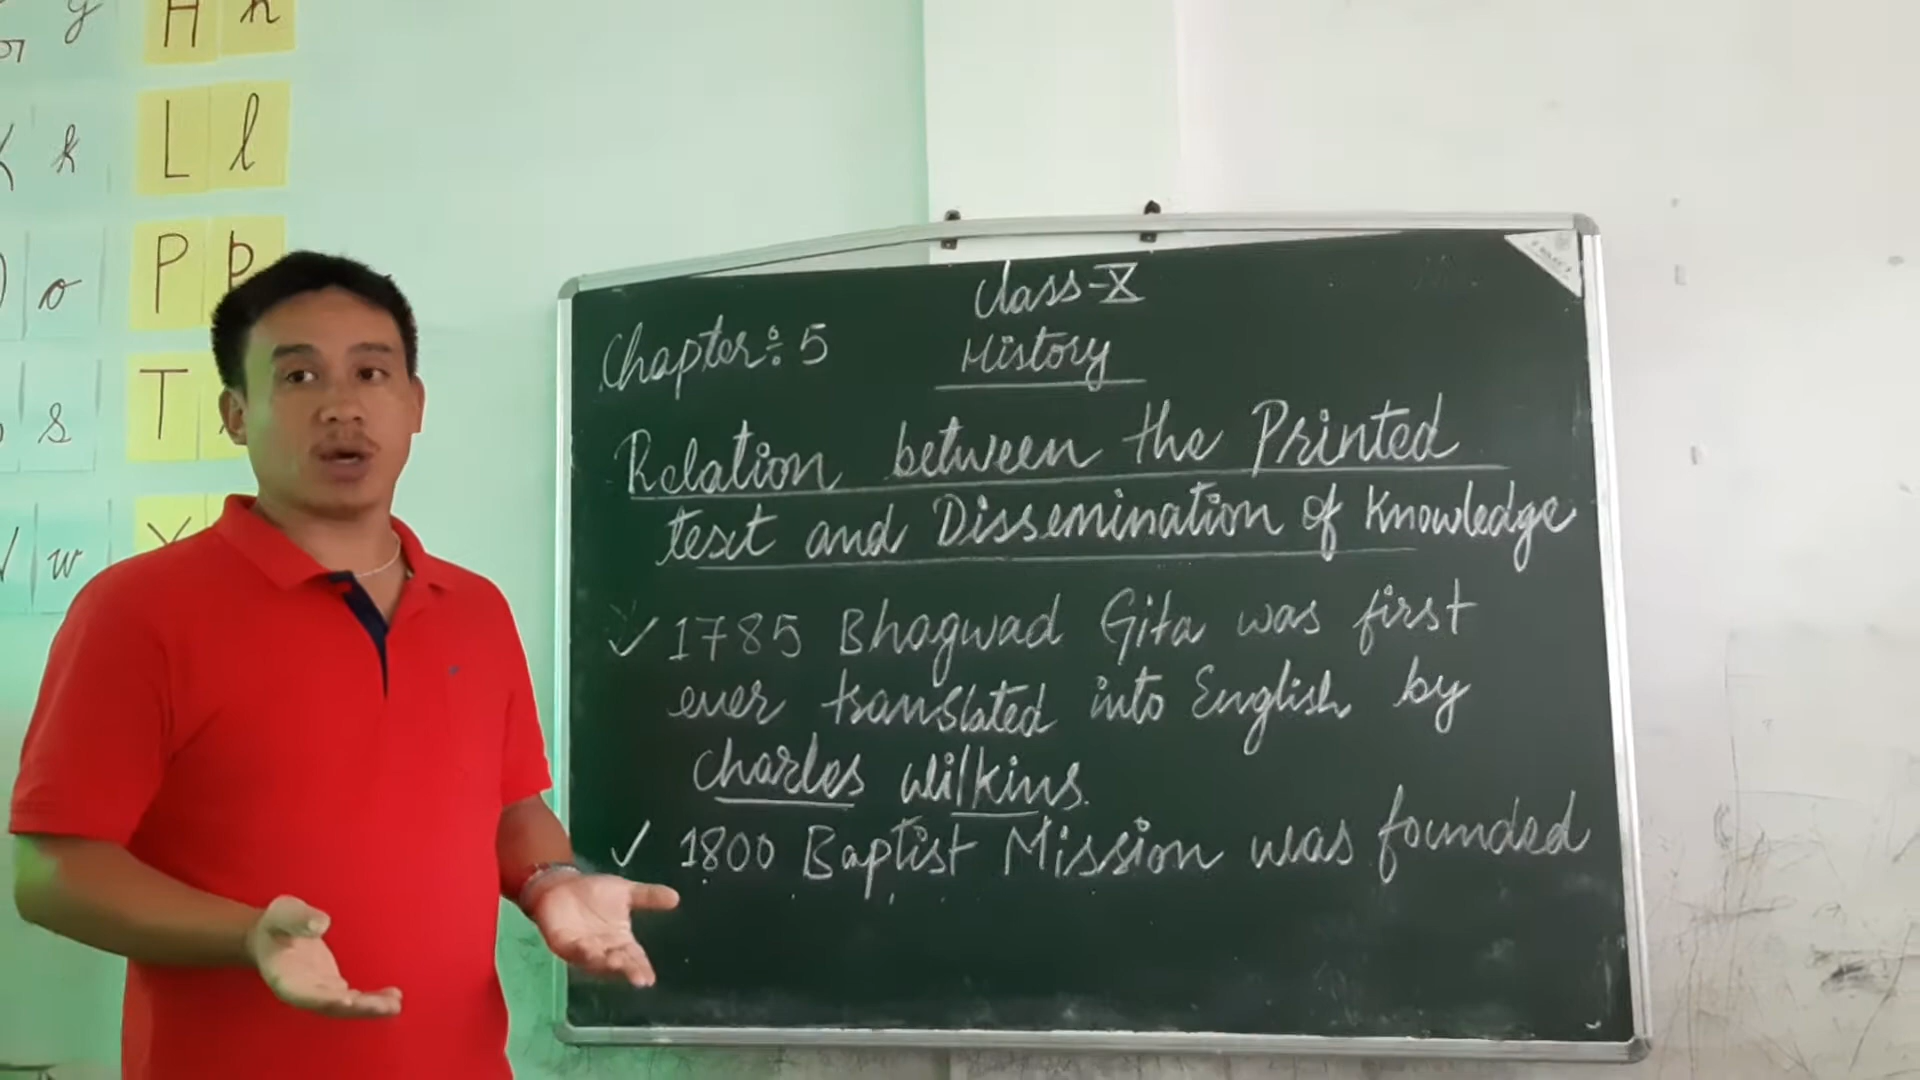 g H h
k L l
o P p
s T
w Y
Class-X
Chapter: 5
History
Relation between the Printed
text and Dissemination of Knowledge
✓ 1785 Bhagwad Gita was first
ever translated into English by
Charles Wilkins.
✓ 1800 Baptist Mission was founded